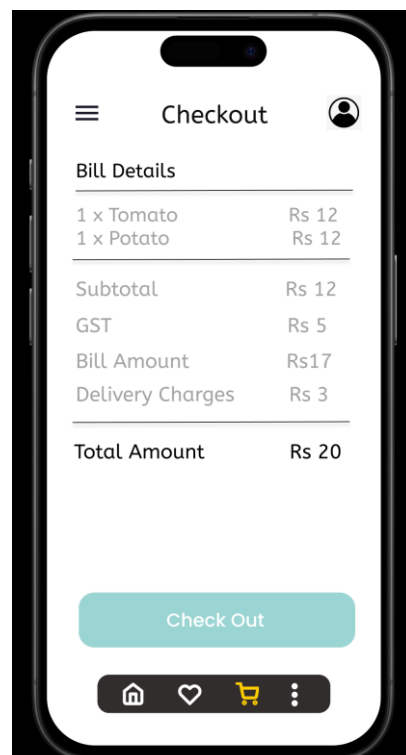 Checkout
Bill Details
1 x Tomato Rs 12
1 x Potato Rs 12
Subtotal Rs 12
GST Rs 5
Bill Amount Rs17
Delivery Charges Rs 3
Total Amount Rs 20
Check Out